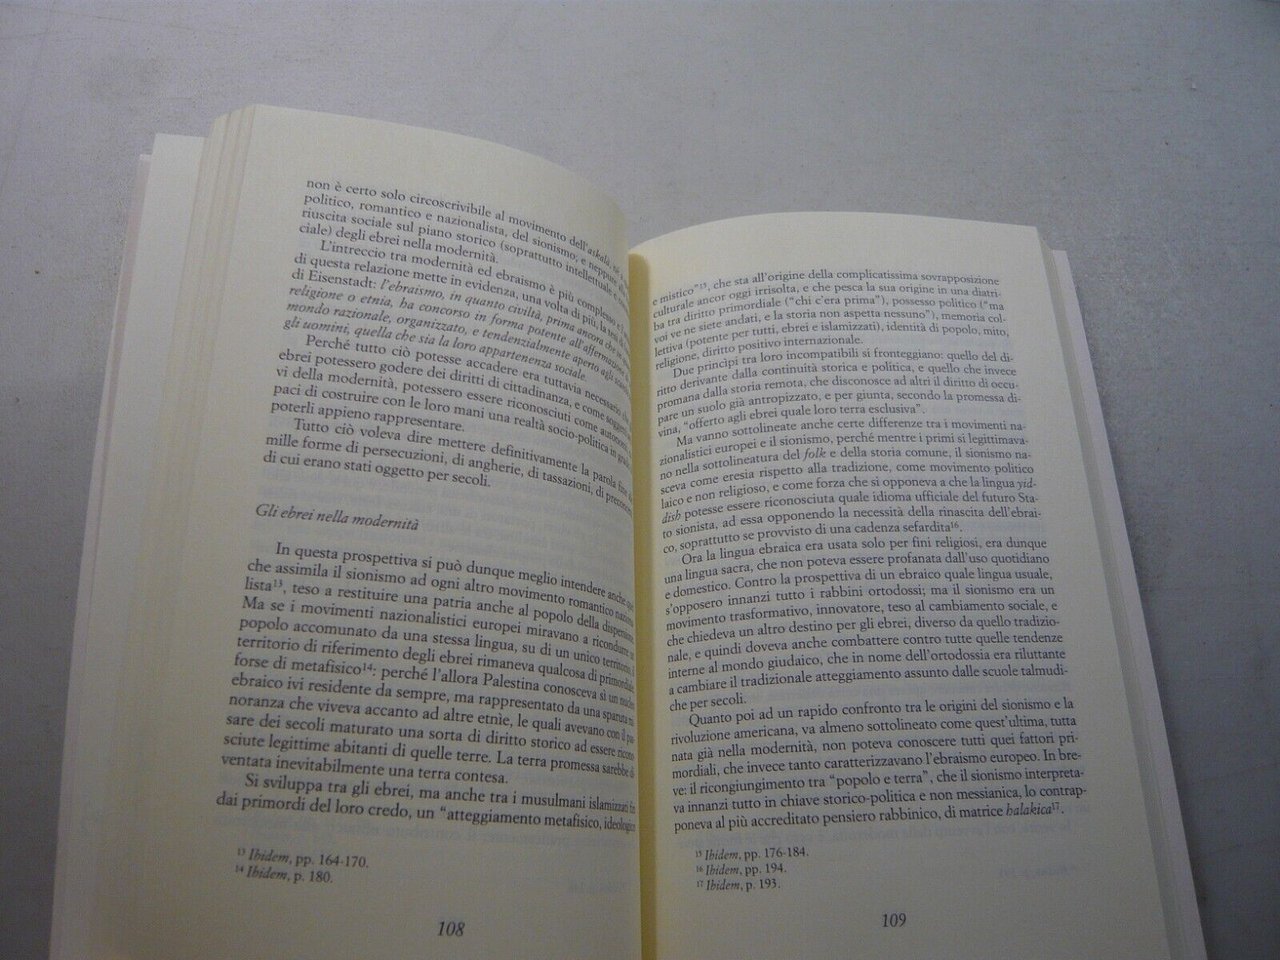 non è certo solo circoscrivibile al movimento dell'askalà, né a
politico, romantico e nazionalista, del sionismo, e neppure alla
riuscita sociale sul piano storico (soprattutto intellettuale e
ciale) degli ebrei nella modernità.
L'intreccio tra modernità ed ebraismo è più complesso, e
di questa relazione mette in evidenza, una volta di più, la tesi
di Eisenstadt: l'ebraismo, in quanto civiltà, prima ancora che
religione o etnia, ha concorso in forma potente all'affermazione
mondo razionale, organizzato, e tendenzialmente aperto agli
gli uomini, quella che sia la loro appartenenza sociale.
Perché tutto ciò potesse accadere era tuttavia necessario che
ebrei potessero godere dei diritti di cittadinanza, e come
vi della modernità, potessero essere riconosciuti come autonomi,
paci di costruire con le loro mani una realtà socio-politica in
poterli appieno rappresentare.
Tutto ciò voleva dire mettere definitivamente la parola fine
mille forme di persecuzioni, di angherie, di tassazioni, di
di cui erano stati oggetto per secoli.
Gli ebrei nella modernità
In questa prospettiva si può dunque meglio intendere anche
che assimila il sionismo ad ogni altro movimento romantico
lista¹³, teso a restituire una patria anche al popolo della dispersione.
Ma se i movimenti nazionalistici europei miravano a ricondurre un
popolo accomunato da una stessa lingua, su di un unico territorio, il
territorio di riferimento degli ebrei rimaneva qualcosa di primordiale,
forse di metafisico¹⁴: perché l'allora Palestina conosceva sì un nucleo
ebraico ivi residente da sempre, ma rappresentato da una sparuta mi
noranza che viveva accanto ad altre etnìe, le quali avevano con il pas
sare dei secoli maturato una sorta di diritto storico ad essere ricono
sciute legittime abitanti di quelle terre. La terra promessa sarebbe di
ventata inevitabilmente una terra contesa.
Si sviluppa tra gli ebrei, ma anche tra i musulmani islamizzati fin
dai primordi del loro credo, un "atteggiamento metafisico, ideologico
¹³ Ibidem, pp. 164-170.
¹⁴ Ibidem, p. 180.
108
e mistico"¹⁵, che sta all'origine della complicatissima sovrapposizione
culturale ancor oggi irrisolta, e che pesca la sua origine in una diatri-
ba tra diritto primordiale ("chi c'era prima"), possesso politico ("ma
voi ve ne siete andati, e la storia non aspetta nessuno"), memoria col-
lettiva (potente per tutti, ebrei e islamizzati), identità di popolo, mito,
religione, diritto positivo internazionale.
Due principi tra loro incompatibili si fronteggiano: quello del di-
ritto derivante dalla continuità storica e politica, e quello che invece
promana dalla storia remota, che disconosce ad altri il diritto di occu-
pare un suolo già antropizzato, e per giunta, secondo la promessa di-
vina, "offerto agli ebrei quale loro terra esclusiva".
Ma vanno sottolineate anche certe differenze tra i movimenti na-
zionalistici europei e il sionismo, perché mentre i primi si legittimava-
no nella sottolineatura del folk e della storia comune, il sionismo na-
sceva come eresia rispetto alla tradizione, come movimento politico
laico e non religioso, e come forza che si opponeva a che la lingua yid-
dish potesse essere riconosciuta quale idioma ufficiale del futuro Sta-
to sionista, ad essa opponendo la necessità della rinascita dell'ebrai-
co, soprattutto se provvisto di una cadenza sefardita¹⁶.
Ora la lingua ebraica era usata solo per fini religiosi, era dunque
una lingua sacra, che non poteva essere profanata dall'uso quotidiano
e domestico. Contro la prospettiva di un ebraico quale lingua usuale,
s'opposero innanzi tutto i rabbini ortodossi; ma il sionismo era un
movimento trasformativo, innovatore, teso al cambiamento sociale, e
che chiedeva un altro destino per gli ebrei, diverso da quello tradizio-
nale, e quindi doveva anche combattere contro tutte quelle tendenze
interne al mondo giudaico, che in nome dell'ortodossia era riluttante
a cambiare il tradizionale atteggiamento assunto dalle scuole talmudi-
che per secoli.
Quanto poi ad un rapido confronto tra le origini del sionismo e la
rivoluzione americana, va almeno sottolineato come quest'ultima, tutta
nata già nella modernità, non poteva conoscere tutti quei fattori pri-
mordiali, che invece tanto caratterizzavano l'ebraismo europeo. In bre-
ve: il ricongiungimento tra "popolo e terra", che il sionismo interpreta-
va innanzi tutto in chiave storico-politica e non messianica, lo contrap-
poneva al più accreditato pensiero rabbinico, di matrice halakica¹⁷.
¹⁵ Ibidem, pp. 176-184.
¹⁶ Ibidem, pp. 194.
¹⁷ Ibidem, p. 193.
109